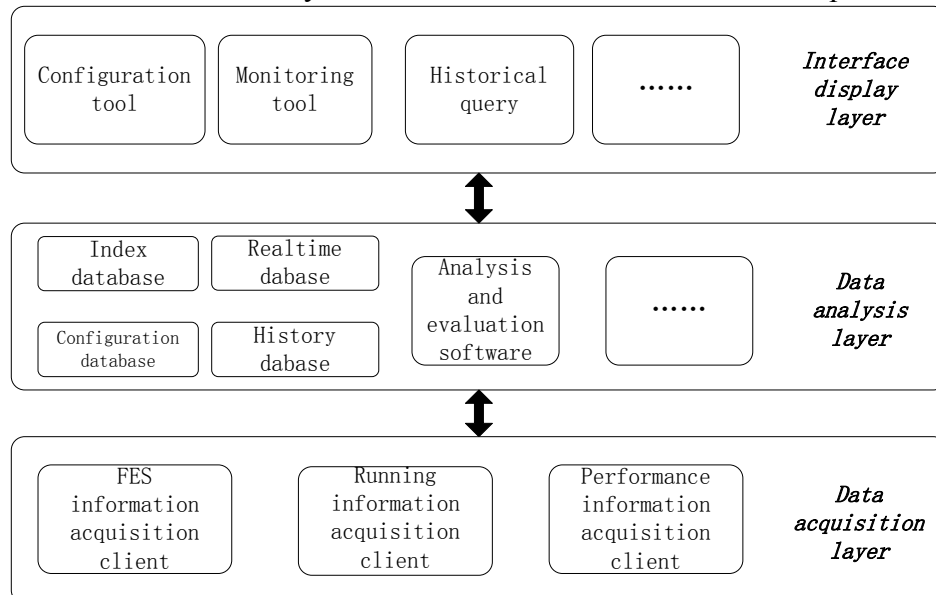 Configuration
tool
Monitoring
tool
Historical
query
......
Interface
display
layer
Index
database
Realtime
dabase
Configuration
database
History
dabase
Analysis
and
evaluation
software
......
Data
analysis
layer
FES
information
acquisition
client
Running
information
acquisition
client
Performance
information
acquisition
client
Data
acquisition
layer